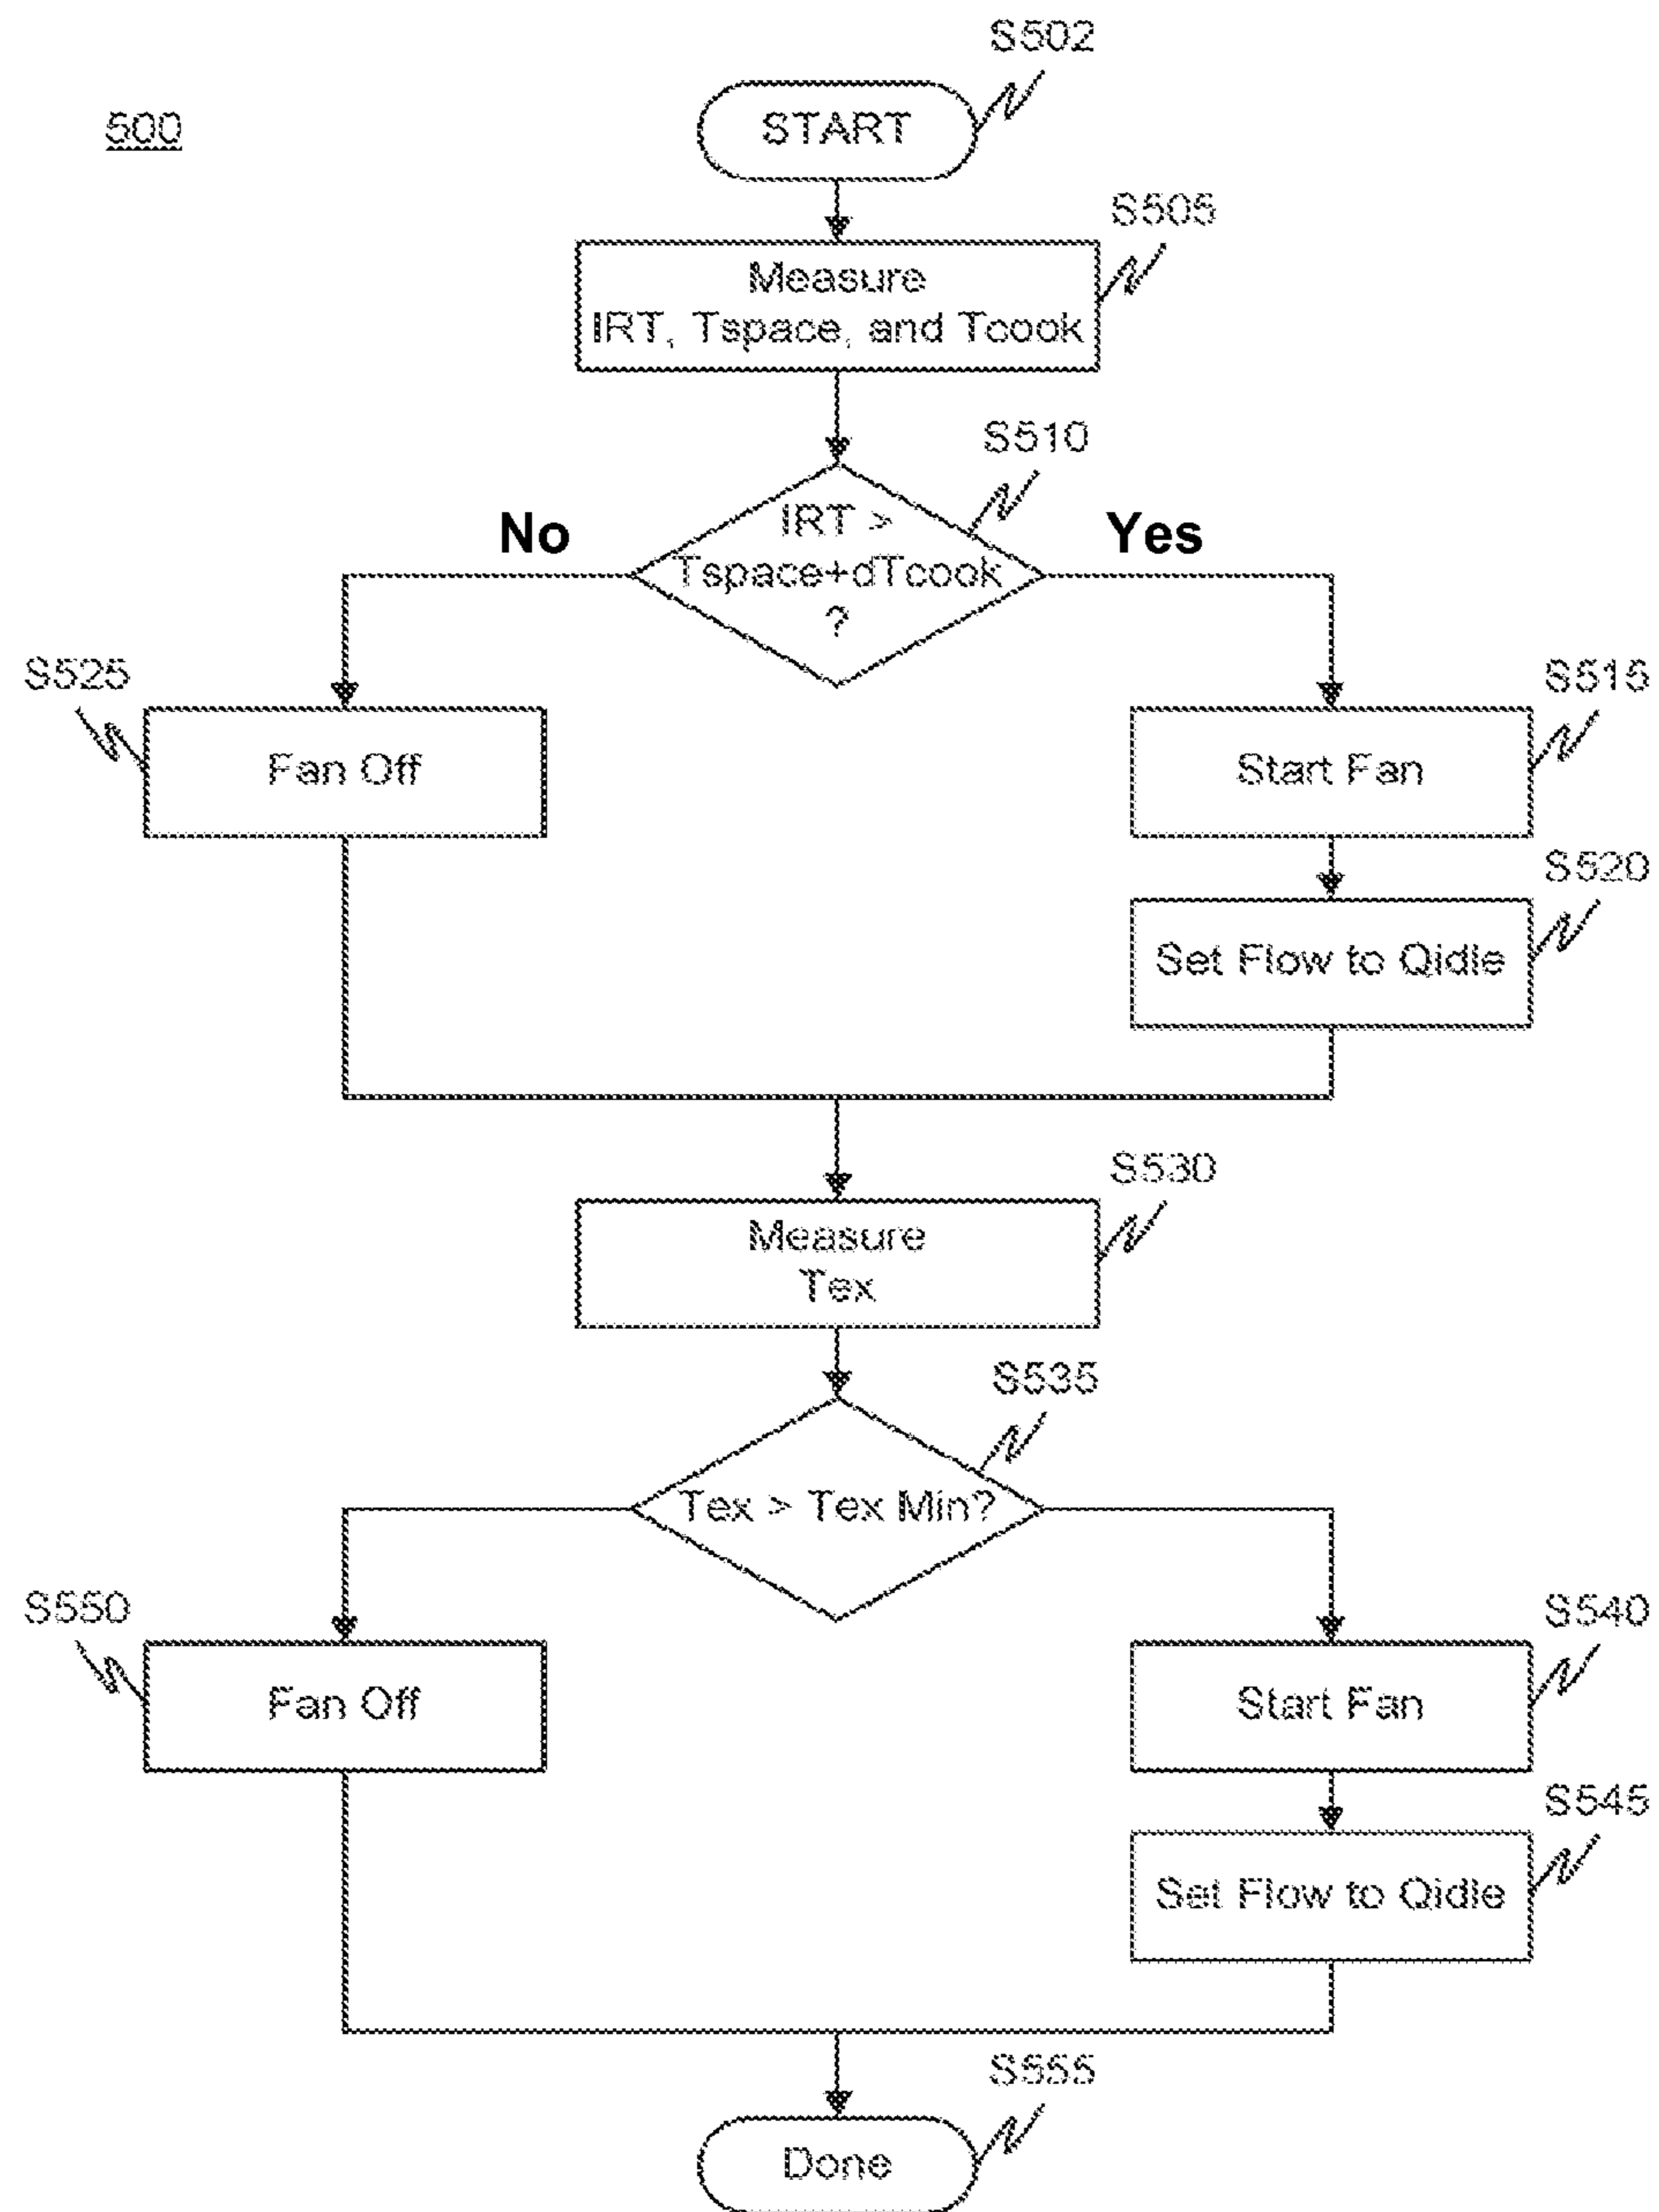 500
S502
START
S505
Measure
IRT, Tspace, and Tcook
S510
No
IRT >
Yes
Tspace+dTcook
?
S525
S515
Fan Off
Start Fan
S520
Set Flow to Qidle
S530
Measure
Tex
S535
Tex > Tex Min?
S550
S540
Fan Off
Start Fan
S545
Set Flow to Qidle
S555
Done